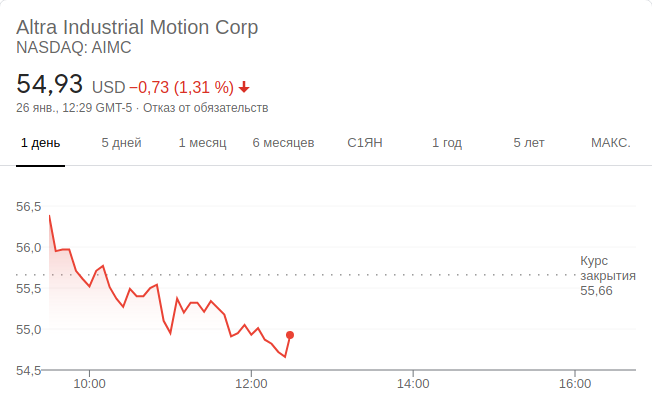 Altra Industrial Motion Corp
NASDAQ: AIMC
54,93 USD −0,73 (1,31 %)
26 янв., 12:29 GMT-5 · Отказ от обязательств
1 день 5 дней 1 месяц 6 месяцев С1ЯН 1 год 5 лет МАКС.
56,5
56,0
Курс
закрытия
55,66
55,5
55,0
54,5
10:00 12:00 14:00 16:00